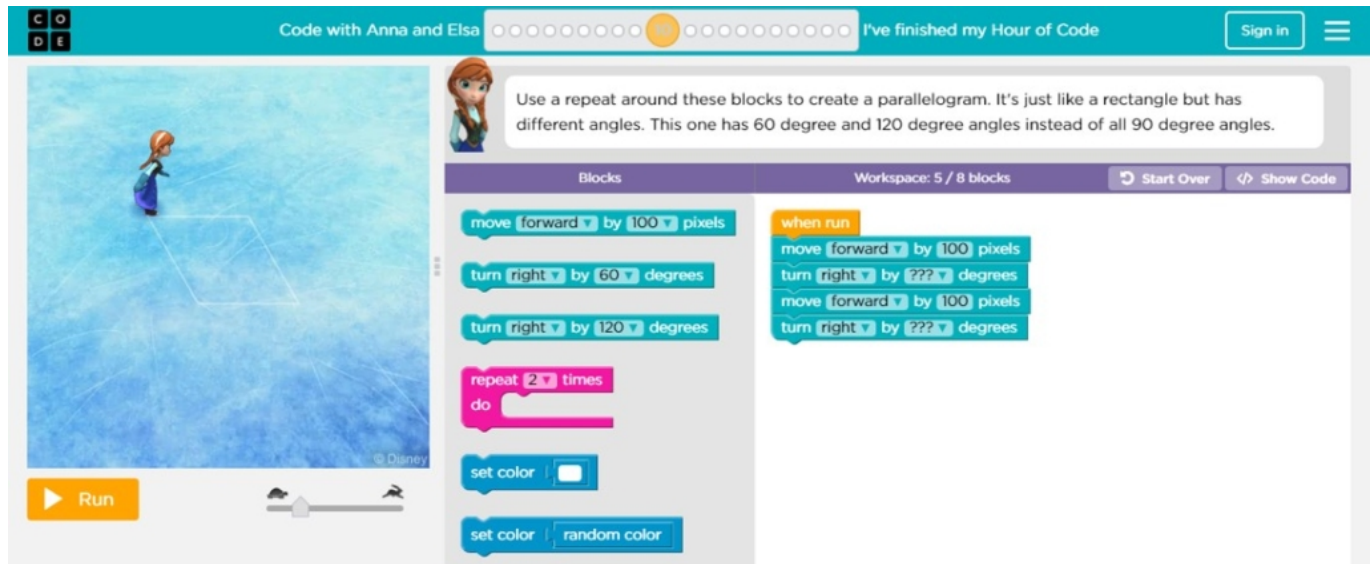 C O
D E
Code with Anna and Elsa
I've finished my Hour of Code
Sign in
Use a repeat around these blocks to create a parallelogram. It's just like a rectangle but has
different angles. This one has 60 degree and 120 degree angles instead of all 90 degree angles.
Blocks
Workspace: 5 / 8 blocks
Start Over
</> Show Code
move forward by 100 pixels
turn right by 60 degrees
turn right by 120 degrees
repeat 2 times
do
set color
set color random color
when run
move forward by 100 pixels
turn right by ??? degrees
move forward by 100 pixels
turn right by ??? degrees
© Disney
Run